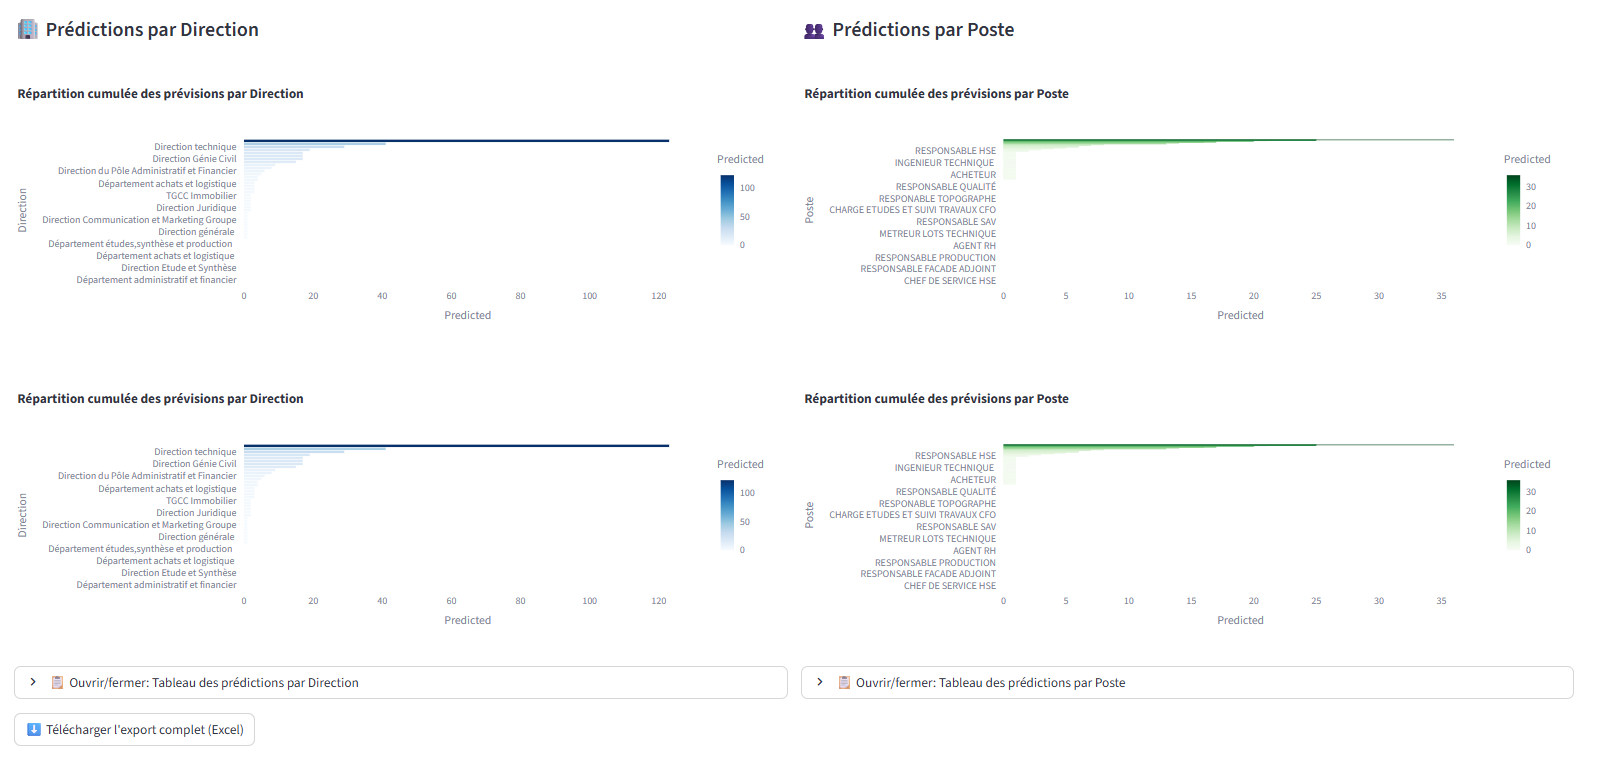 🏢 Prédictions par Direction
Répartition cumulée des prévisions par Direction
Direction
Direction technique
Direction Génie Civil
Direction du Pôle Administratif et Financier
Département achats et logistique
TGCC Immobilier
Direction Juridique
Direction Communication et Marketing Groupe
Direction générale
Département études,synthèse et production
Département achats et logistique
Direction Etude et Synthèse
Département administratif et financier
0 20 40 60 80 100 120
Predicted
Predicted
100
50
0
👥 Prédictions par Poste
Répartition cumulée des prévisions par Poste
Poste
RESPONSABLE HSE
INGENIEUR TECHNIQUE
ACHETEUR
RESPONSABLE QUALITÉ
RESPONABLE TOPOGRAPHE
CHARGE ETUDES ET SUIVI TRAVAUX CFO
RESPONSABLE SAV
METREUR LOTS TECHNIQUE
AGENT RH
RESPONSABLE PRODUCTION
RESPONSABLE FACADE ADJOINT
CHEF DE SERVICE HSE
0 5 10 15 20 25 30 35
Predicted
Predicted
30
20
10
0
Répartition cumulée des prévisions par Direction
Direction
Direction technique
Direction Génie Civil
Direction du Pôle Administratif et Financier
Département achats et logistique
TGCC Immobilier
Direction Juridique
Direction Communication et Marketing Groupe
Direction générale
Département études,synthèse et production
Département achats et logistique
Direction Etude et Synthèse
Département administratif et financier
0 20 40 60 80 100 120
Predicted
Predicted
100
50
0
Répartition cumulée des prévisions par Poste
Poste
RESPONSABLE HSE
INGENIEUR TECHNIQUE
ACHETEUR
RESPONSABLE QUALITÉ
RESPONABLE TOPOGRAPHE
CHARGE ETUDES ET SUIVI TRAVAUX CFO
RESPONSABLE SAV
METREUR LOTS TECHNIQUE
AGENT RH
RESPONSABLE PRODUCTION
RESPONSABLE FACADE ADJOINT
CHEF DE SERVICE HSE
0 5 10 15 20 25 30 35
Predicted
Predicted
30
20
10
0
📋 Ouvrir/fermer: Tableau des prédictions par Direction
📋 Ouvrir/fermer: Tableau des prédictions par Poste
⬇️ Télécharger l'export complet (Excel)